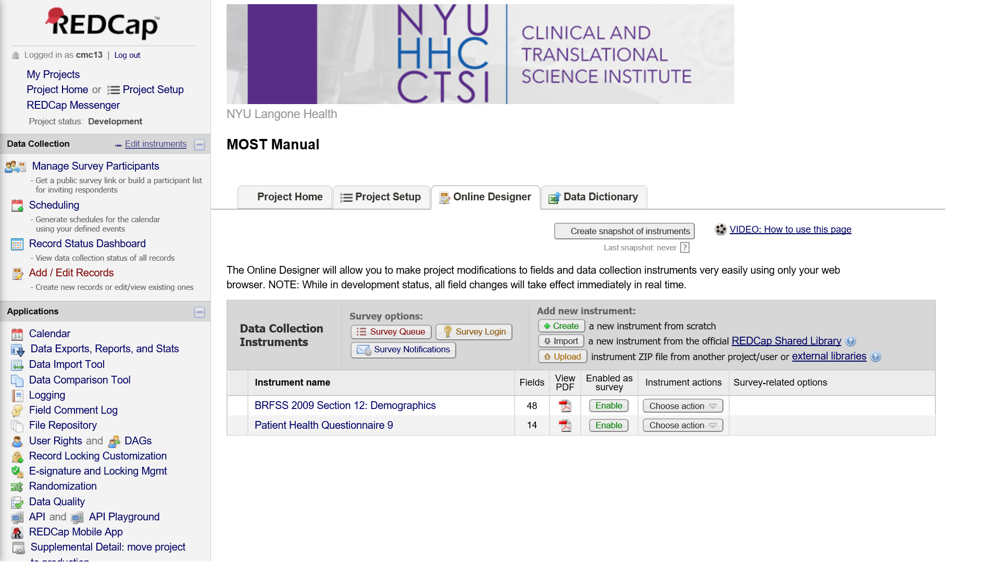 REDCap™
Logged in as cmc13 | Log out
My Projects
Project Home or Project Setup
REDCap Messenger
Project status: Development
Data Collection Edit instruments
Manage Survey Participants
- Get a public survey link or build a participant list
for inviting respondents
Scheduling
- Generate schedules for the calendar
using your defined events
Record Status Dashboard
- View data collection status of all records
Add / Edit Records
- Create new records or edit/view existing ones
Applications
Calendar
Data Exports, Reports, and Stats
Data Import Tool
Data Comparison Tool
Logging
Field Comment Log
File Repository
User Rights and DAGs
Record Locking Customization
E-signature and Locking Mgmt
Randomization
Data Quality
API and API Playground
REDCap Mobile App
Supplemental Detail: move project
to production
NYU
HHC
CTSI
CLINICAL AND
TRANSLATIONAL
SCIENCE INSTITUTE
NYU Langone Health
MOST Manual
Project Home Project Setup Online Designer Data Dictionary
Create snapshot of instruments VIDEO: How to use this page
Last snapshot: never ?
The Online Designer will allow you to make project modifications to fields and data collection instruments very easily using only your web
browser. NOTE: While in development status, all field changes will take effect immediately in real time.
Data Collection
Instruments
Survey options:
Survey Queue Survey Login
Survey Notifications
Add new instrument:
Create a new instrument from scratch
Import a new instrument from the official REDCap Shared Library ?
Upload instrument ZIP file from another project/user or external libraries ?
Instrument name Fields View PDF Enabled as survey Instrument actions Survey-related options
BRFSS 2009 Section 12: Demographics 48 Enable Choose action
Patient Health Questionnaire 9 14 Enable Choose action